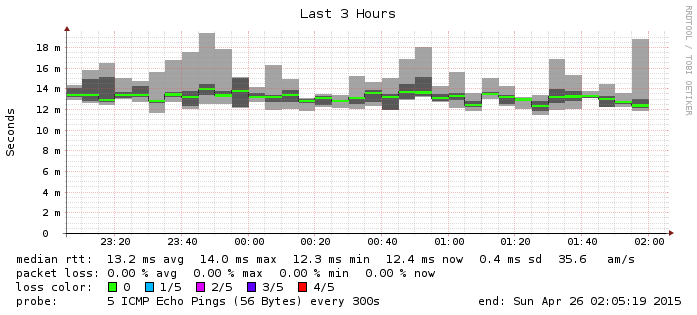 Last 3 Hours
RRDTOOL / TOBI OETIKER
Seconds
18 m
16 m
14 m
12 m
10 m
8 m
6 m
4 m
2 m
0
23:20 23:40 00:00 00:20 00:40 01:00 01:20 01:40 02:00
median rtt: 13.2 ms avg 14.0 ms max 12.3 ms min 12.4 ms now 0.4 ms sd 35.6 am/s
packet loss: 0.00 % avg 0.00 % max 0.00 % min 0.00 % now
loss color: 0 1/5 2/5 3/5 4/5
probe: 5 ICMP Echo Pings (56 Bytes) every 300s end: Sun Apr 26 02:05:19 2015